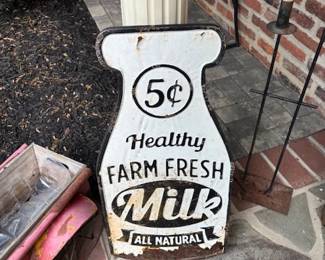 5¢
Healthy
FARM FRESH
Milk
ALL NATURAL